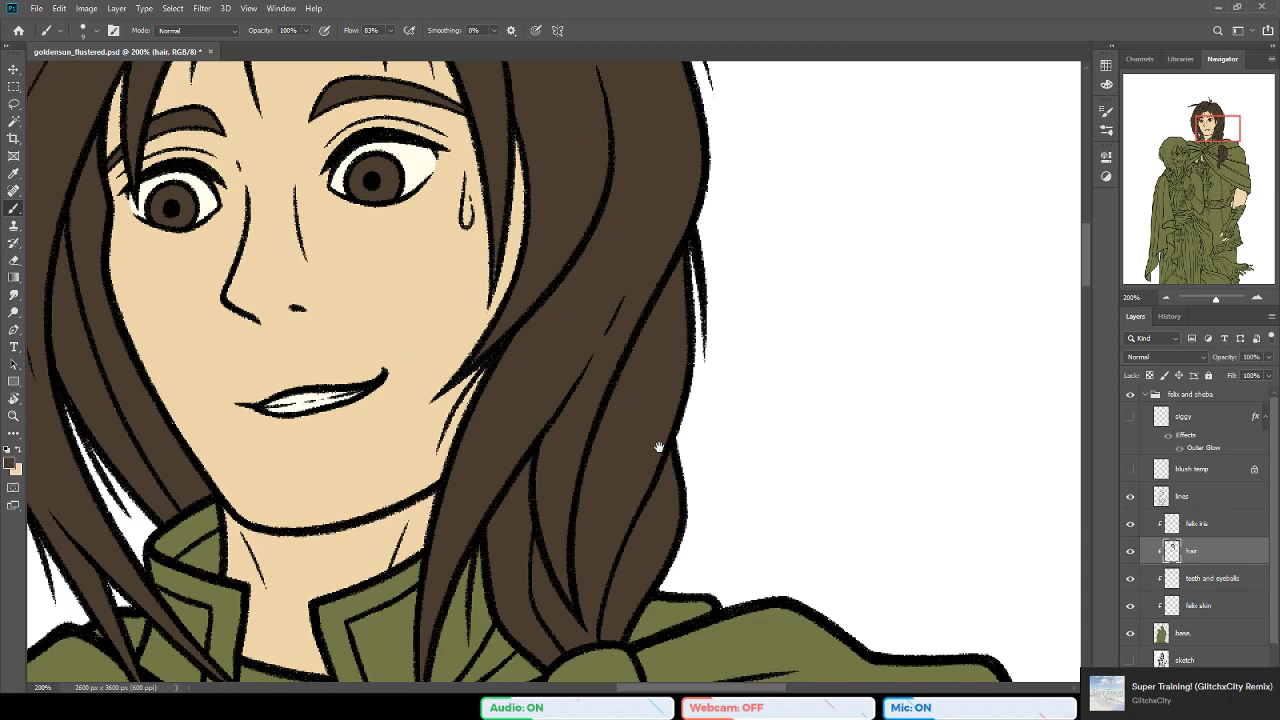 File Edit Image Layer Type Select Filter 3D View Window Help
9 Mode: Normal Opacity: 100% Flow: 83% Smoothing: 0%
goldensun_flustered.psd @ 200% (hair, RGB/8) *
Channels Libraries Navigator
200%
Layers History
Kind
Normal Opacity: 100%
Lock: Fill: 100%
felix and sheba
siggy fx
Effects
Outer Glow
blush temp
lines
felix iris
hair
teeth and eyeballs
felix skin
base
sketch
200% 2600 px x 3600 px (600 ppi)
Super Training! (GlitchxCity Remix)
GlitchxCity
Audio: ON
Webcam: OFF
Mic: ON